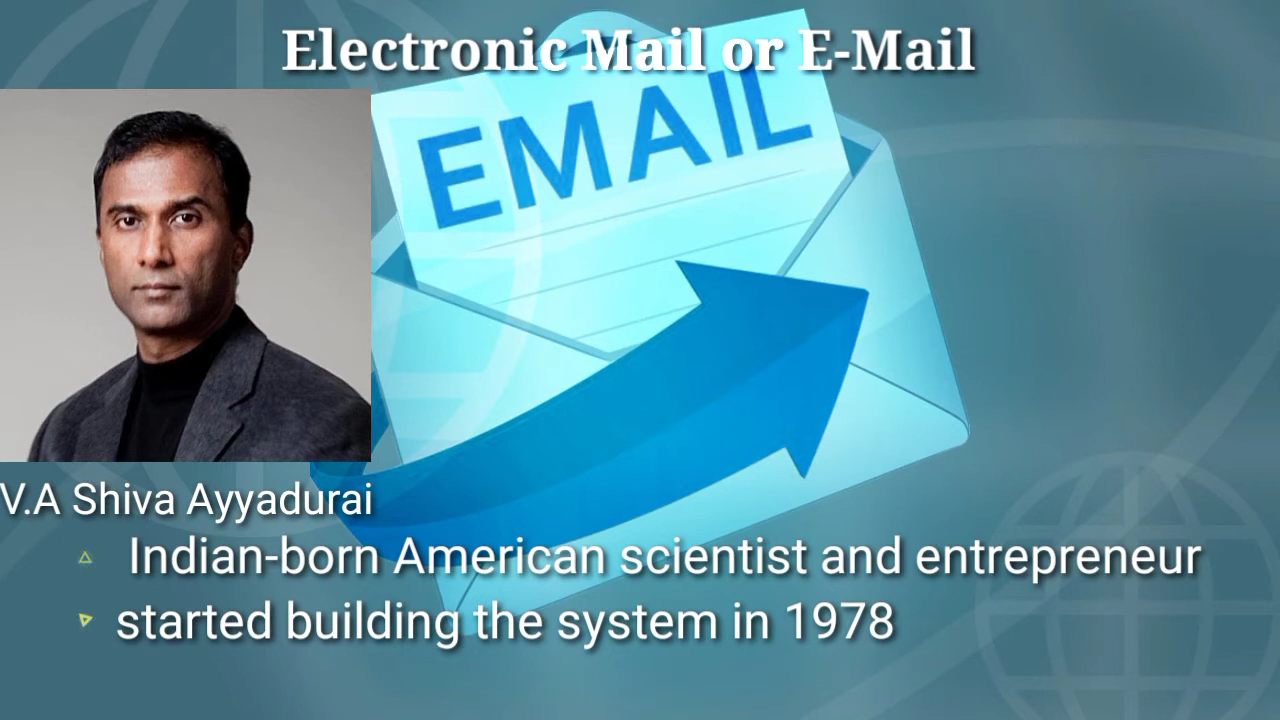 Electronic Mail or E-Mail
EMAIL
V.A Shiva Ayyadurai
Indian-born American scientist and entrepreneur
started building the system in 1978